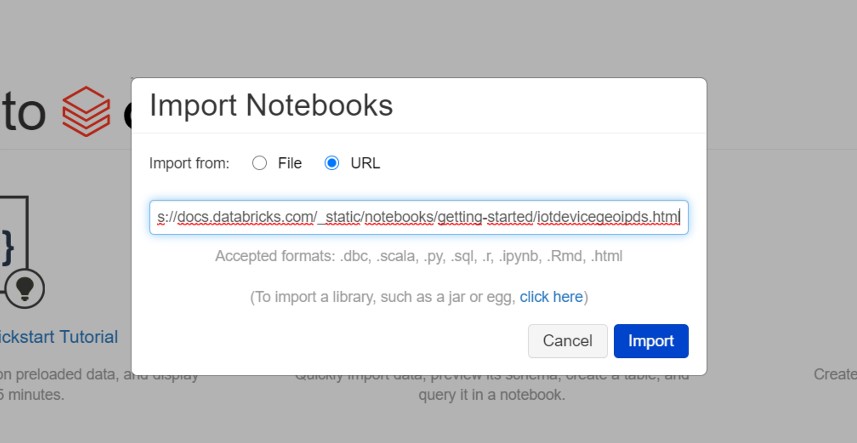 to
Import Notebooks
Import from: File URL
s://docs.databricks.com/_static/notebooks/getting-started/iotdevicegeoipds.html
Accepted formats: .dbc, .scala, .py, .sql, .r, .ipynb, .Rmd, .html
(To import a library, such as a jar or egg, click here)
Cancel Import
}
ickstart Tutorial
on preloaded data, and display
5 minutes.
Quickly import data, preview its schema, create a table, and
query it in a notebook.
Create